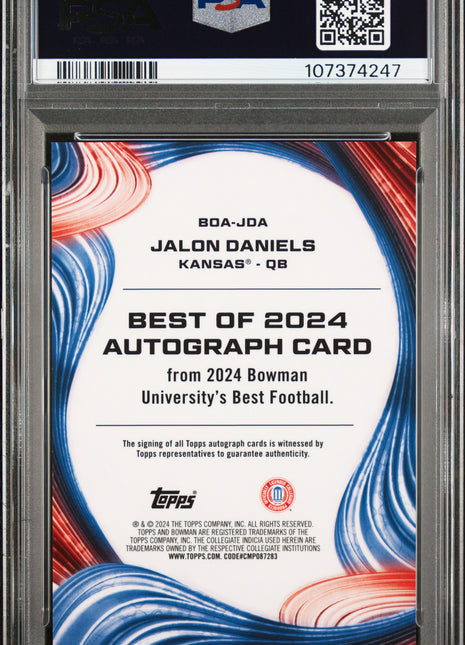 PSA
107374247
BOA-JDA
JALON DANIELS
KANSAS® - QB
BEST OF 2024
AUTOGRAPH CARD
from 2024 Bowman
University's Best Football.
The signing of all Topps autograph cards is witnessed by
Topps representatives to guarantee authenticity.
Topps®
® & © 2024 THE TOPPS COMPANY, INC. ALL RIGHTS RESERVED.
TOPPS AND BOWMAN ARE REGISTERED TRADEMARKS OF THE
TOPPS COMPANY, INC. THE COLLEGIATE INDICIA USED HEREIN ARE
TRADEMARKS OWNED BY THE RESPECTIVE COLLEGIATE INSTITUTIONS
WWW.TOPPS.COM. CODE#CMP087283